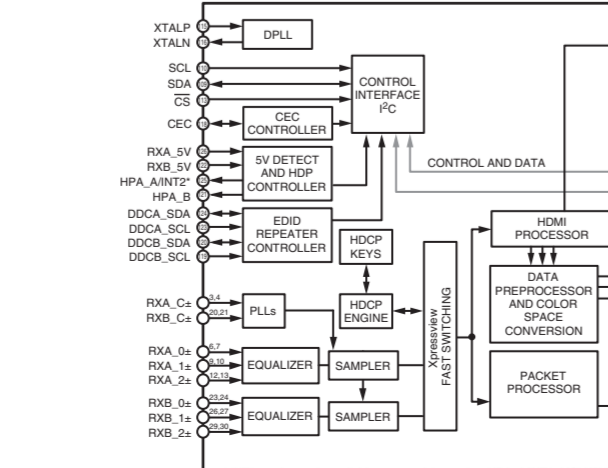 XTALP
XTALN
DPLL
SCL
SDA
CS
CEC
CEC
CONTROLLER
CONTROL
INTERFACE
I²C
RXA_5V
RXB_5V
HPA_A/INT2*
HPA_B
5V DETECT
AND HDP
CONTROLLER
CONTROL AND DATA
DDCA_SDA
DDCA_SCL
DDCB_SDA
DDCB_SCL
EDID
REPEATER
CONTROLLER
HDCP
KEYS
HDMI
PROCESSOR
RXA_C± 3,4
RXB_C± 20,21
PLLs
HDCP
ENGINE
Xpressview
FAST SWITCHING
DATA
PREPROCESSOR
AND COLOR
SPACE
CONVERSION
RXA_0± 6,7
RXA_1± 9,10
RXA_2± 12,13
EQUALIZER
SAMPLER
PACKET
PROCESSOR
RXB_0± 23,24
RXB_1± 26,27
RXB_2± 29,30
EQUALIZER
SAMPLER